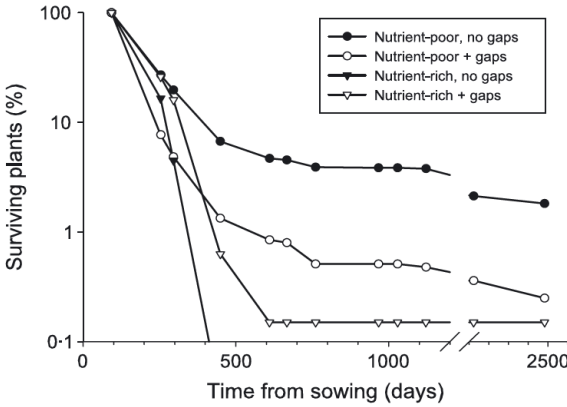 100
10
1
0·1
Surviving plants (%)
Nutrient-poor, no gaps
Nutrient-poor + gaps
Nutrient-rich, no gaps
Nutrient-rich + gaps
0 500 1000 2500
Time from sowing (days)